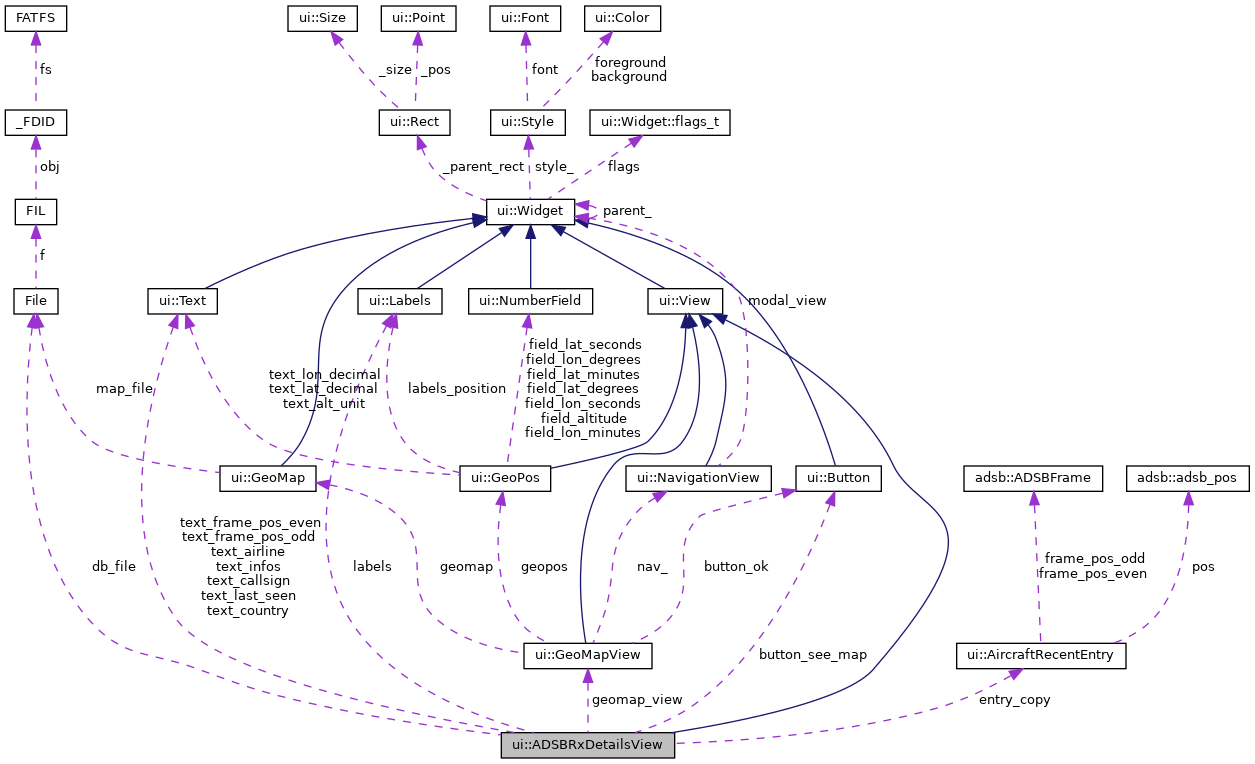 FATFS
ui::Size
ui::Point
ui::Font
ui::Color
fs
_size
_pos
font
foreground
background
_FDID
ui::Rect
ui::Style
ui::Widget::flags_t
obj
_parent_rect
style_
flags
FIL
ui::Widget
parent_
f
File
ui::Text
ui::Labels
ui::NumberField
ui::View
modal_view
map_file
text_lon_decimal
text_lat_decimal
text_alt_unit
labels_position
field_lat_seconds
field_lon_degrees
field_lat_minutes
field_lat_degrees
field_lon_seconds
field_altitude
field_lon_minutes
ui::GeoMap
ui::GeoPos
ui::NavigationView
ui::Button
adsb::ADSBFrame
adsb::adsb_pos
db_file
text_frame_pos_even
text_frame_pos_odd
text_airline
text_infos
text_callsign
text_last_seen
text_country
labels
geomap
geopos
nav_
button_ok
frame_pos_odd
frame_pos_even
pos
ui::GeoMapView
button_see_map
ui::AircraftRecentEntry
geomap_view
entry_copy
ui::ADSBRxDetailsView